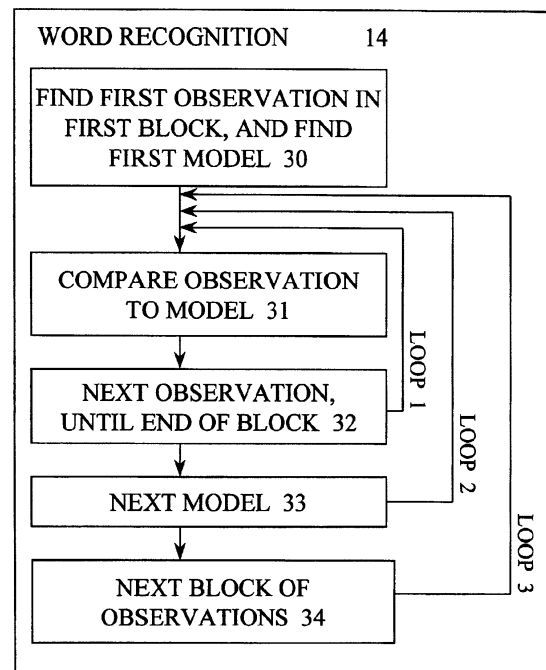 WORD RECOGNITION 14
FIND FIRST OBSERVATION IN
FIRST BLOCK, AND FIND
FIRST MODEL 30
COMPARE OBSERVATION
TO MODEL 31
NEXT OBSERVATION,
UNTIL END OF BLOCK 32
NEXT MODEL 33
NEXT BLOCK OF
OBSERVATIONS 34
LOOP 1
LOOP 2
LOOP 3